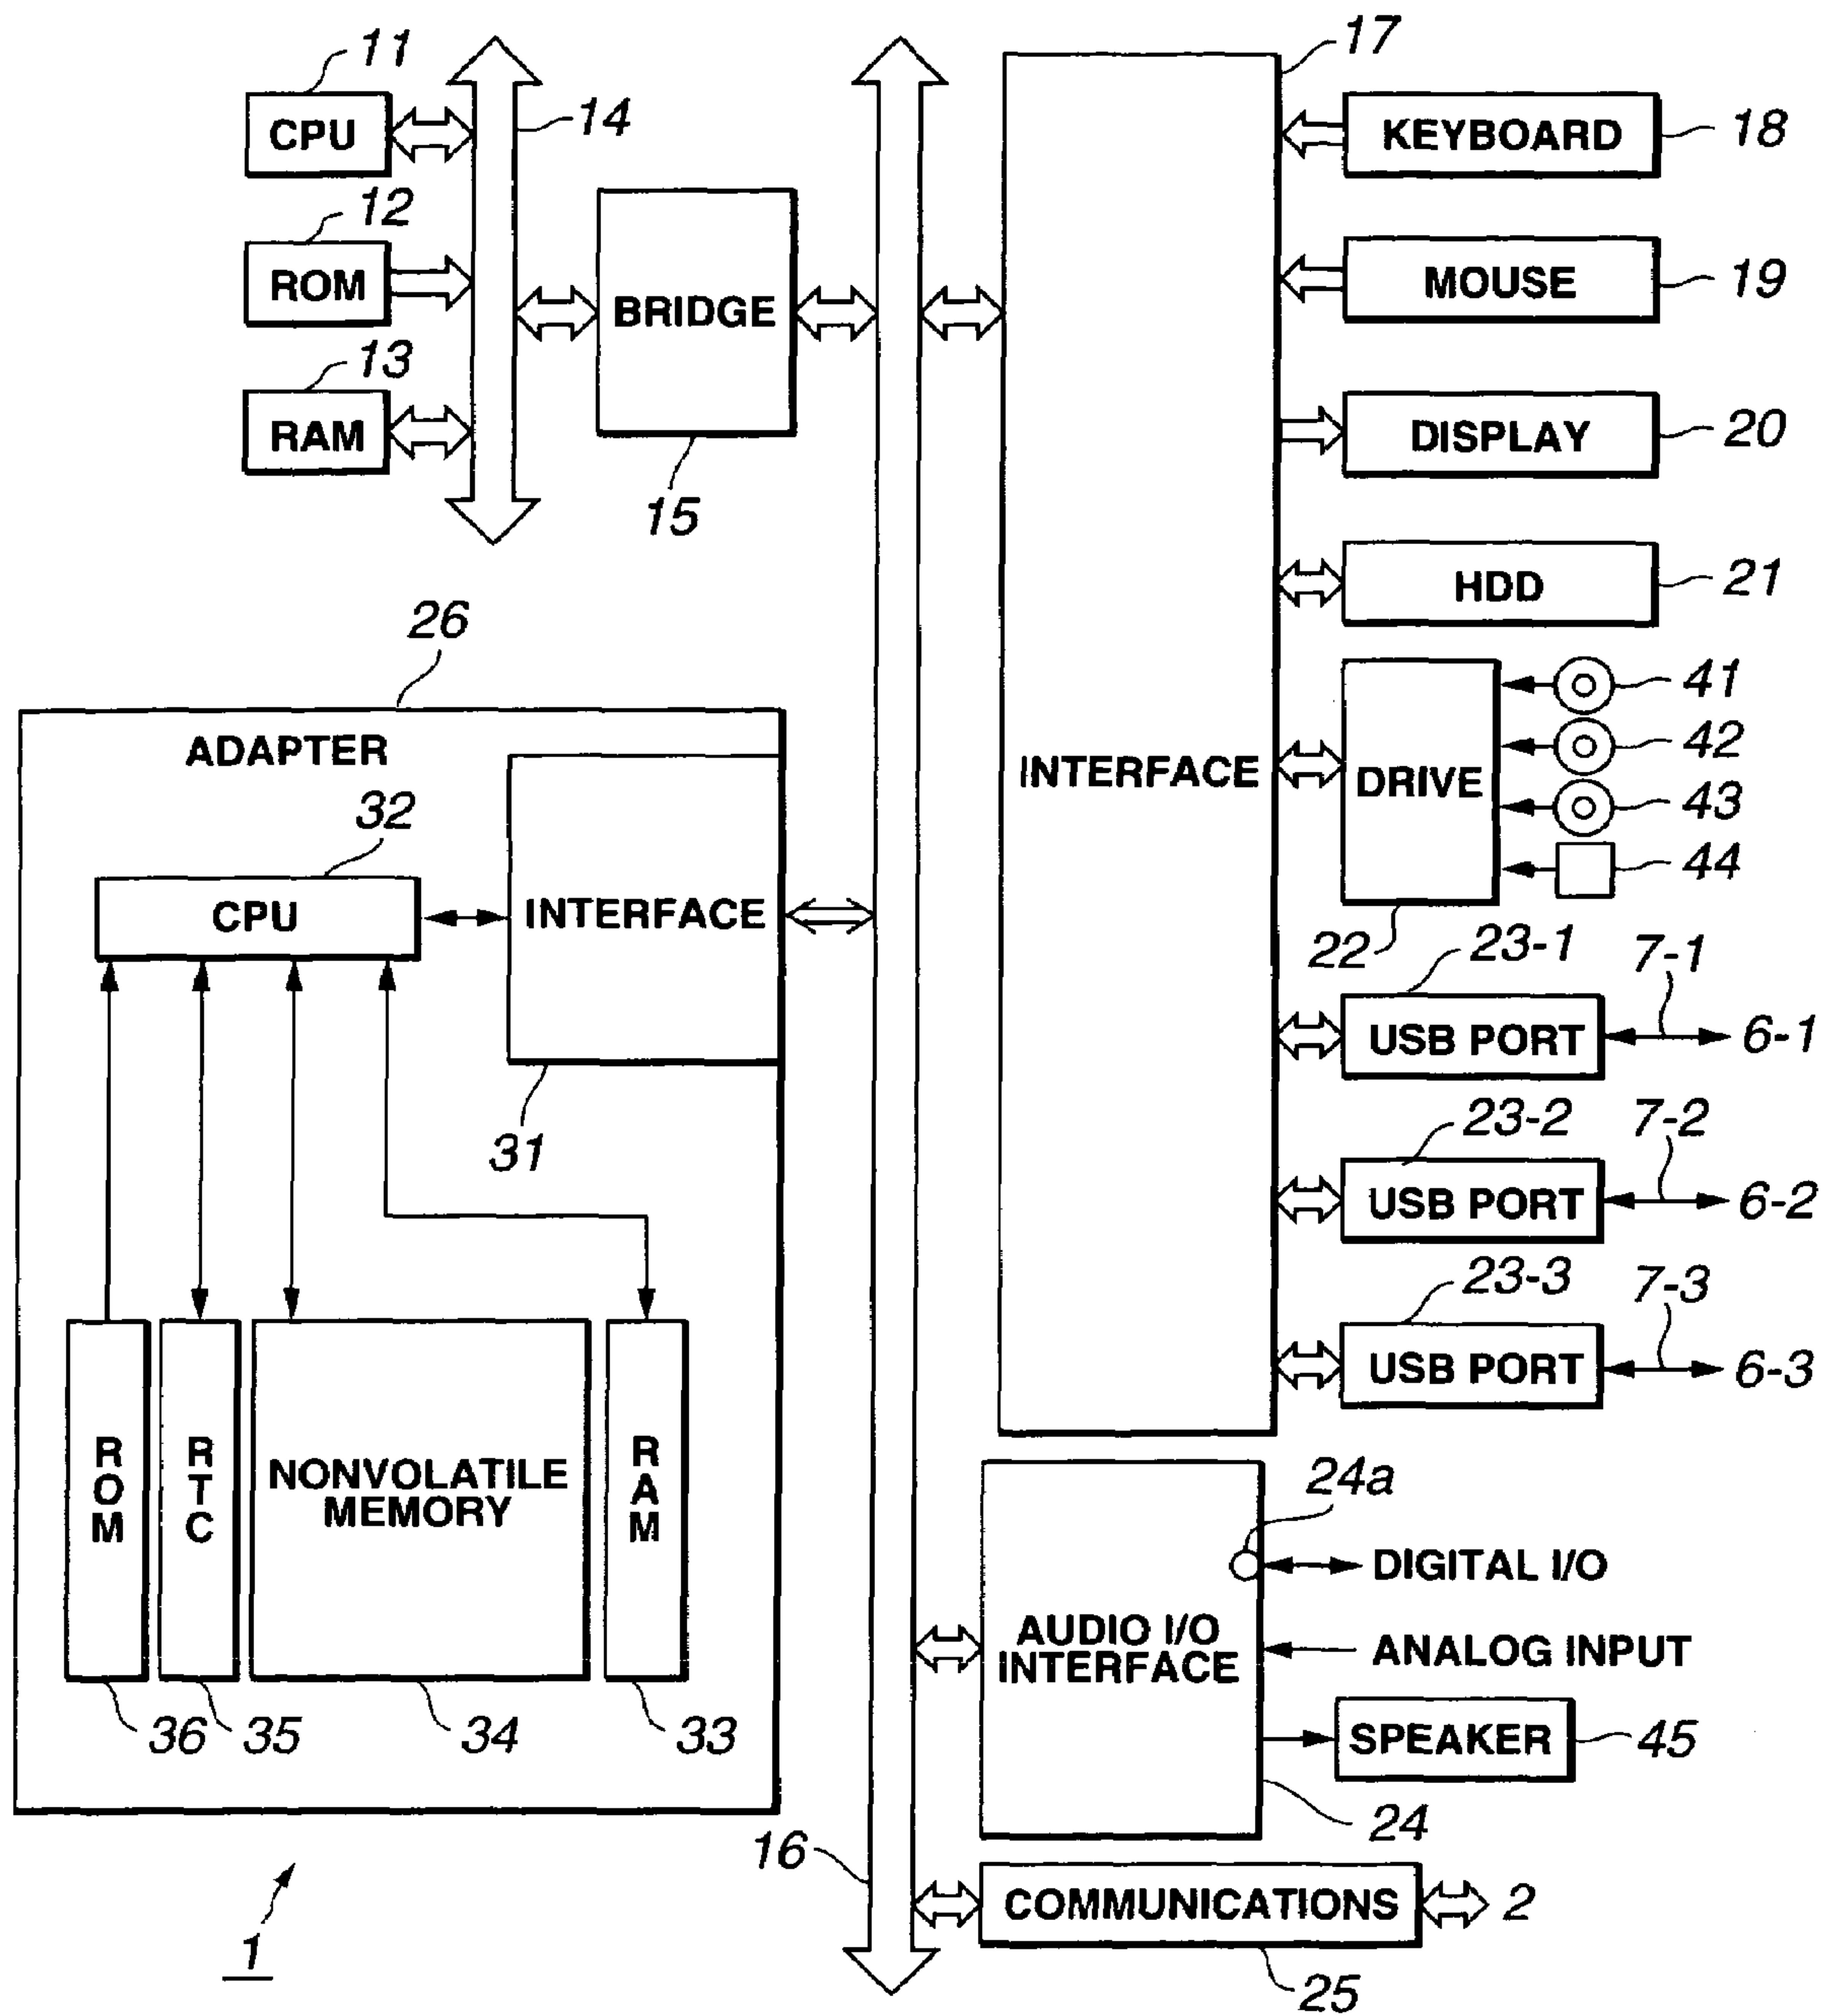 11
CPU
14
12
ROM
13
RAM
BRIDGE
15
17
KEYBOARD
18
MOUSE
19
DISPLAY
20
HDD
21
INTERFACE
DRIVE
22
41
42
43
44
23-1
7-1
USB PORT
6-1
23-2
7-2
USB PORT
6-2
23-3
7-3
USB PORT
6-3
26
ADAPTER
32
CPU
INTERFACE
31
ROM
RTC
NONVOLATILE
MEMORY
RAM
36
35
34
33
24a
DIGITAL I/O
AUDIO I/O
INTERFACE
ANALOG INPUT
SPEAKER
45
24
16
COMMUNICATIONS
2
25
1